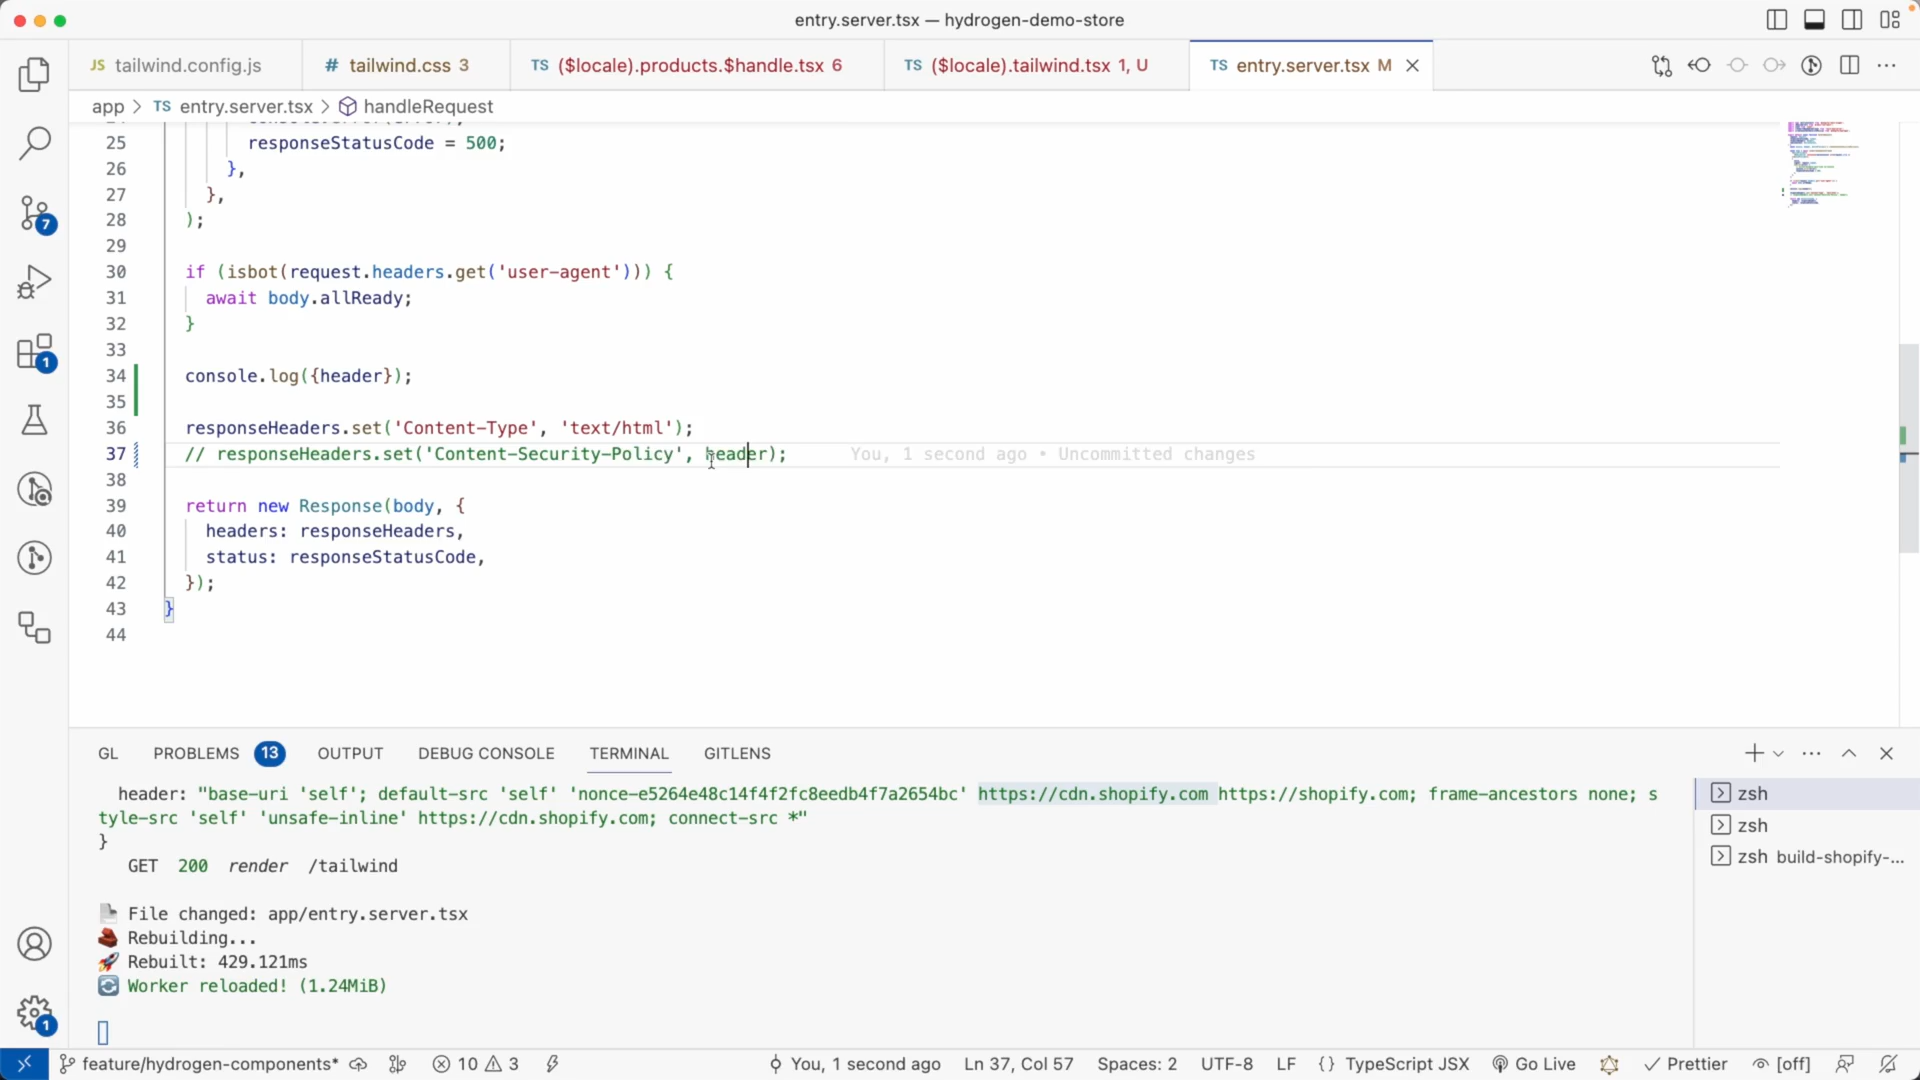 entry.server.tsx — hydrogen-demo-store
JS tailwind.config.js
# tailwind.css 3
TS ($locale).products.$handle.tsx 6
TS ($locale).tailwind.tsx 1, U
TS entry.server.tsx M
app > TS entry.server.tsx > handleRequest
25 responseStatusCode = 500;
26 },
27 },
28 );
29
30 if (isbot(request.headers.get('user-agent'))) {
31 await body.allReady;
32 }
33
34 console.log({header});
35
36 responseHeaders.set('Content-Type', 'text/html');
37 // responseHeaders.set('Content-Security-Policy', header); You, 1 second ago • Uncommitted changes
38
39 return new Response(body, {
40 headers: responseHeaders,
41 status: responseStatusCode,
42 });
43 }
44
7
1
1
GL PROBLEMS 13 OUTPUT DEBUG CONSOLE TERMINAL GITLENS
header: "base-uri 'self'; default-src 'self' 'nonce-e5264e48c14f4f2fc8eedb4f7a2654bc' https://cdn.shopify.com https://shopify.com; frame-ancestors none; s
tyle-src 'self' 'unsafe-inline' https://cdn.shopify.com; connect-src *"
}
GET 200 render /tailwind
File changed: app/entry.server.tsx
Rebuilding...
Rebuilt: 429.121ms
Worker reloaded! (1.24MiB)
zsh
zsh
zsh build-shopify-...
feature/hydrogen-components* 10 3 You, 1 second ago Ln 37, Col 57 Spaces: 2 UTF-8 LF {} TypeScript JSX Go Live Prettier [off]